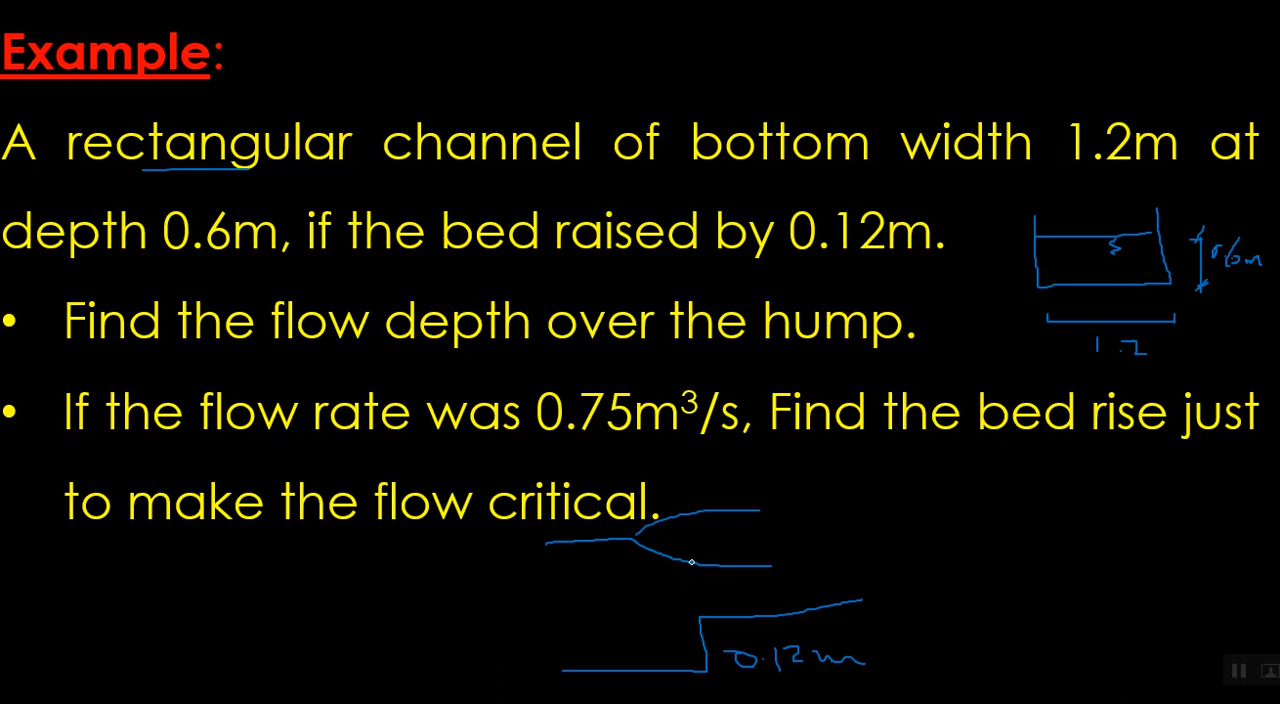 Example:
A rectangular channel of bottom width 1.2m at
depth 0.6m, if the bed raised by 0.12m.
0.6m
• Find the flow depth over the hump.
1.2
• If the flow rate was 0.75m³/s, Find the bed rise just
to make the flow critical.
0.12m